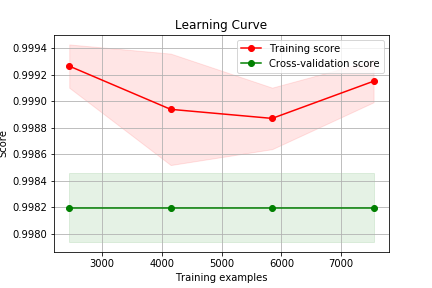 Learning Curve
Training score
Cross-validation score
0.9994
0.9992
0.9990
0.9988
0.9986
0.9984
0.9982
0.9980
Score
3000 4000 5000 6000 7000
Training examples